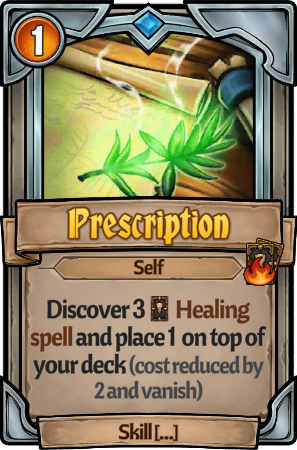 1
Prescription
Self
Discover 3 Healing
spell and place 1 on top of
your deck (cost reduced by
2 and vanish)
Skill [...]